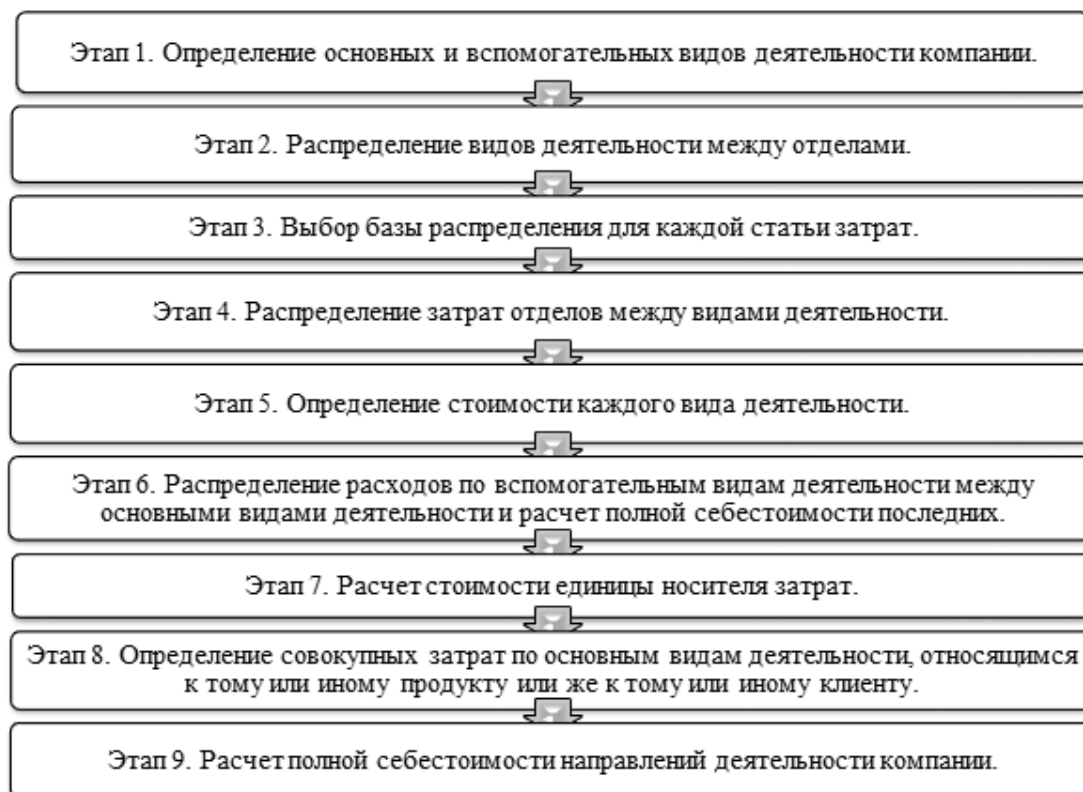 Этап 1. Определение основных и вспомогательных видов деятельности компании.
Этап 2. Распределение видов деятельности между отделами.
Этап 3. Выбор базы распределения для каждой статьи затрат.
Этап 4. Распределение затрат отделов между видами деятельности.
Этап 5. Определение стоимости каждого вида деятельности.
Этап 6. Распределение расходов по вспомогательным видам деятельности между
основными видами деятельности и расчет полной себестоимости последних.
Этап 7. Расчет стоимости единицы носителя затрат.
Этап 8. Определение совокупных затрат по основным видам деятельности, относящимся
к тому или иному продукту или же к тому или иному клиенту.
Этап 9. Расчет полной себестоимости направлений деятельности компании.